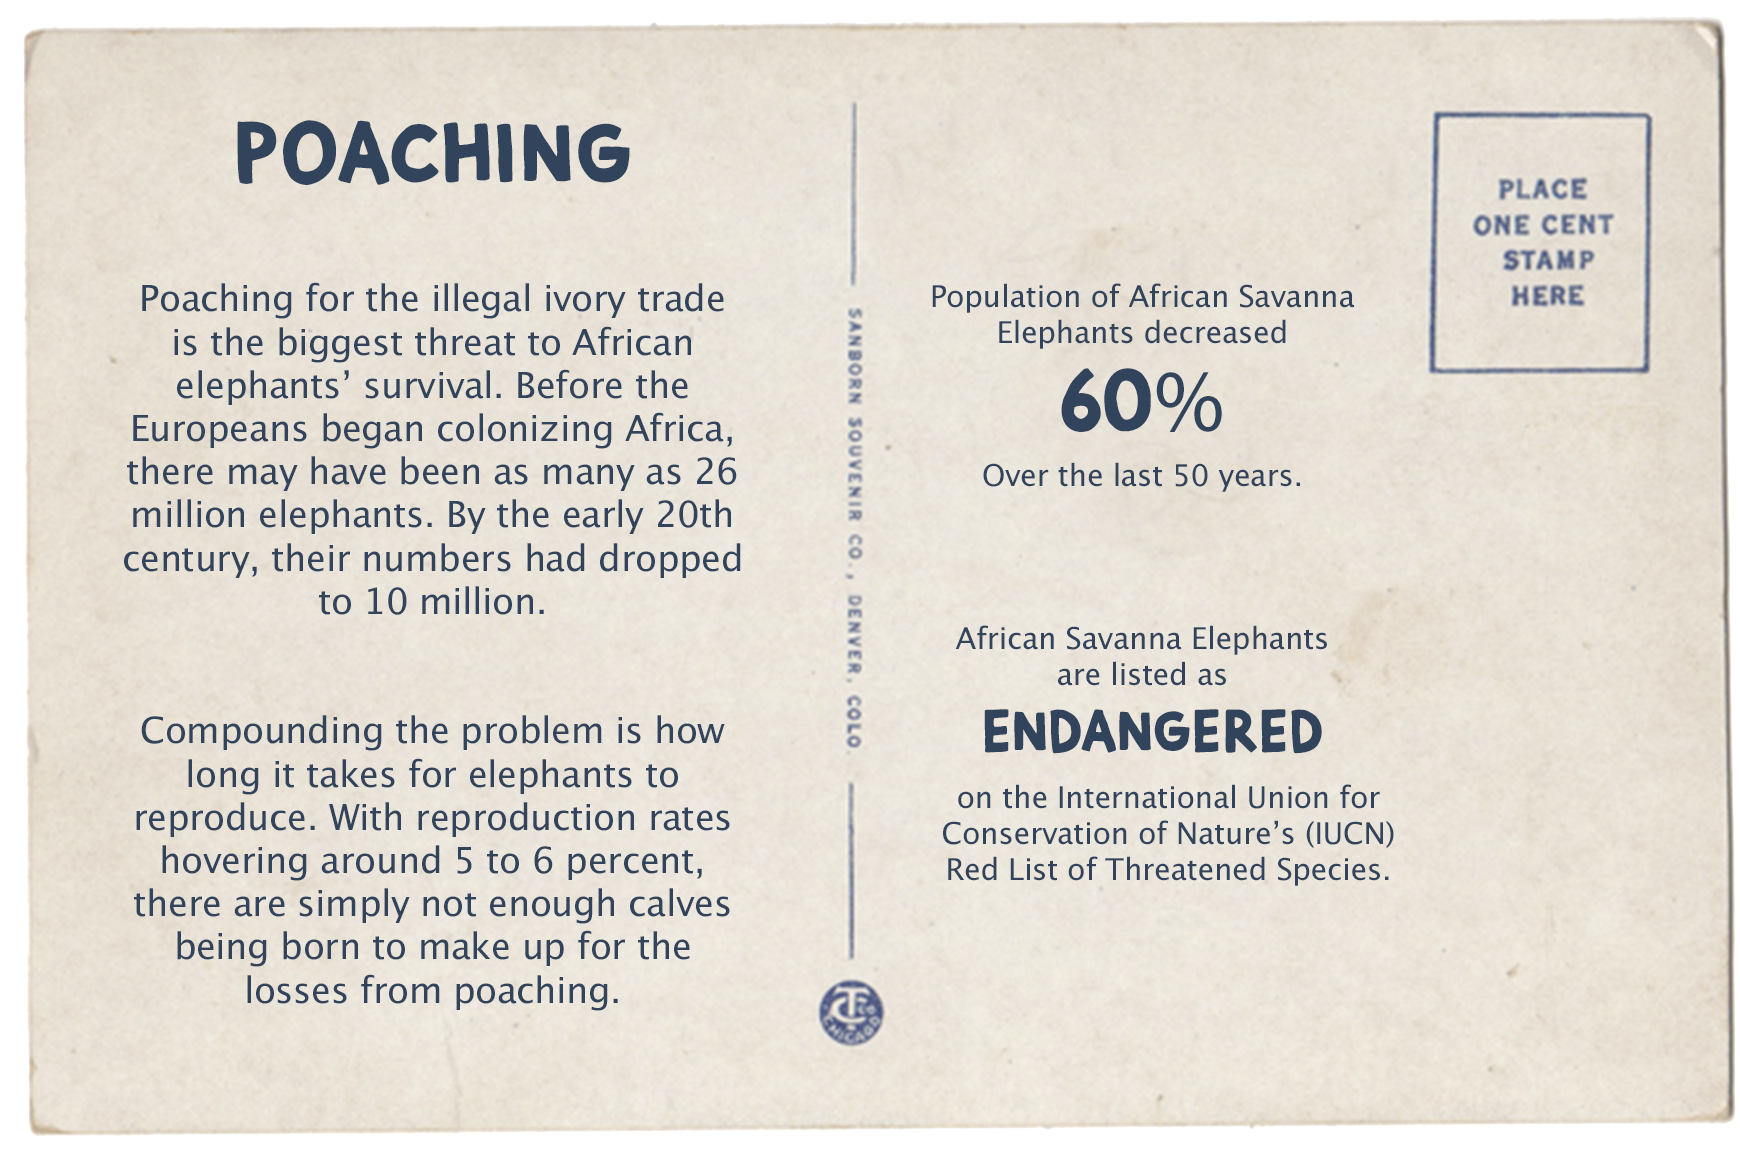 POACHING
Poaching for the illegal ivory trade
is the biggest threat to African
elephants’ survival. Before the
Europeans began colonizing Africa,
there may have been as many as 26
million elephants. By the early 20th
century, their numbers had dropped
to 10 million.
Compounding the problem is how
long it takes for elephants to
reproduce. With reproduction rates
hovering around 5 to 6 percent,
there are simply not enough calves
being born to make up for the
losses from poaching.
SANBORN SOUVENIR CO., DENVER, COLO.
CHICAGO
Population of African Savanna
Elephants decreased
60%
Over the last 50 years.
African Savanna Elephants
are listed as
ENDANGERED
on the International Union for
Conservation of Nature’s (IUCN)
Red List of Threatened Species.
PLACE
ONE CENT
STAMP
HERE